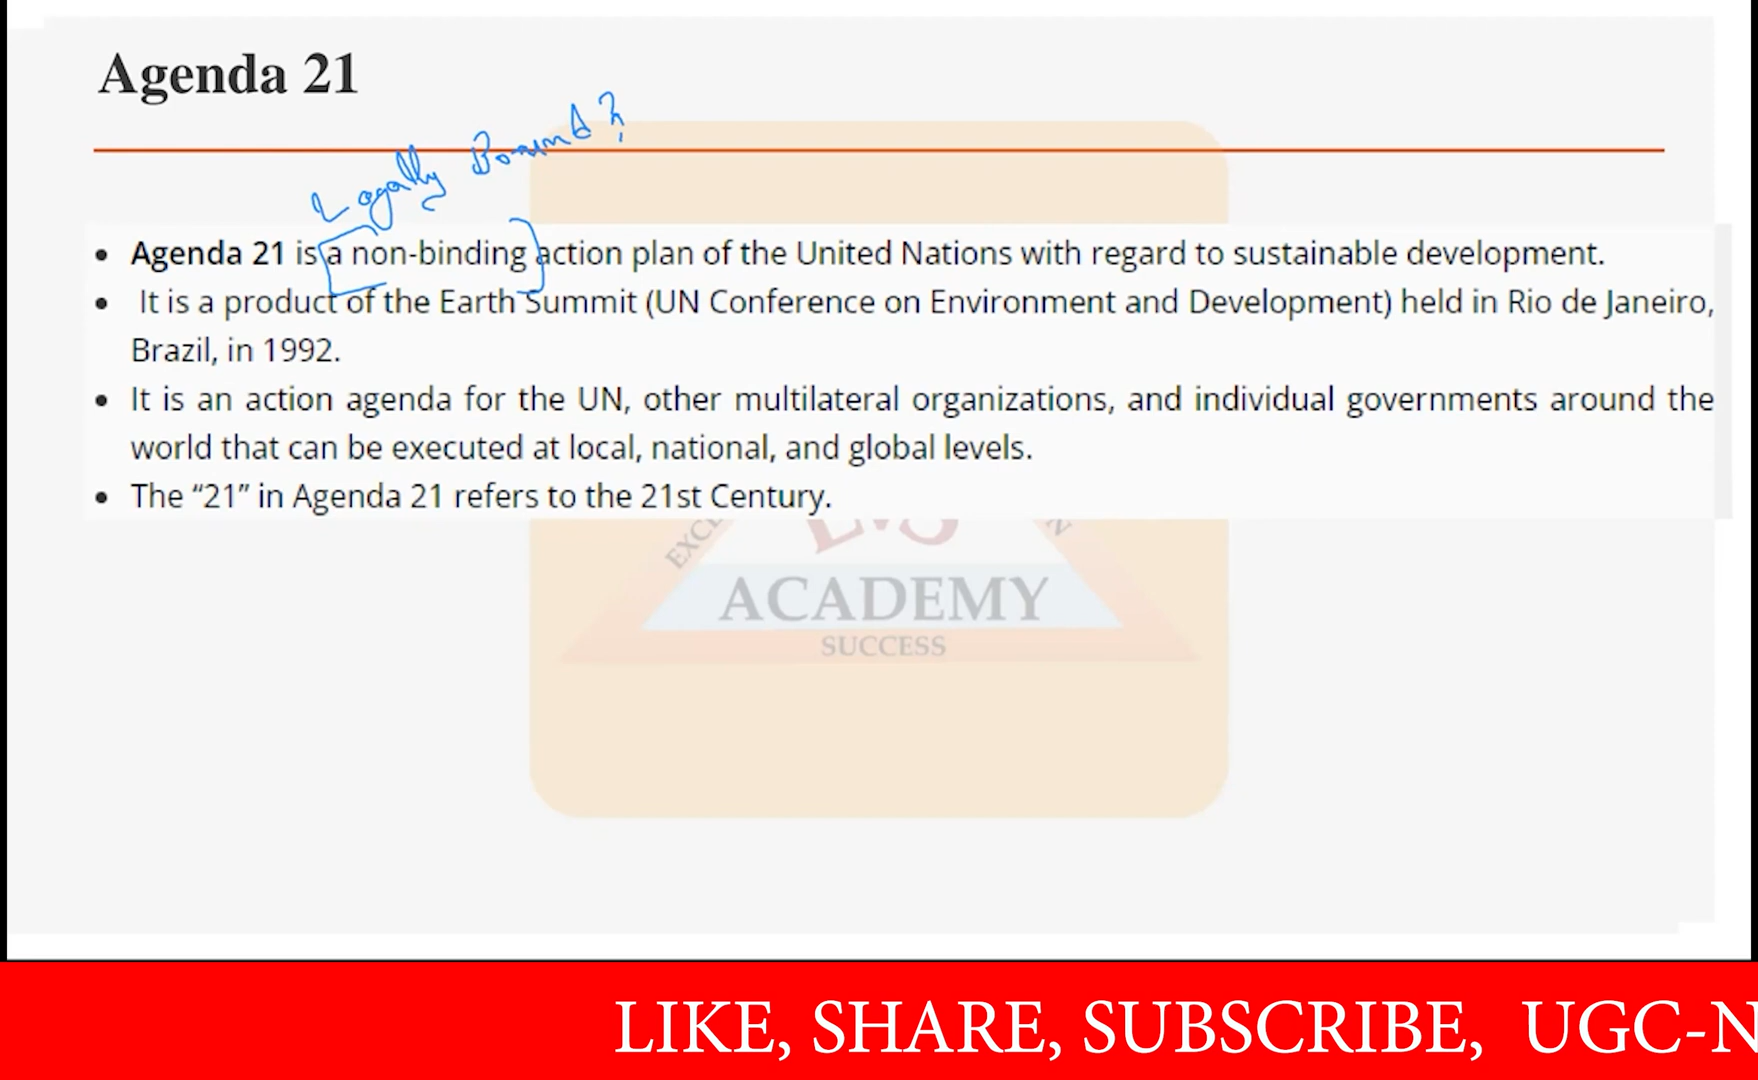 Agenda 21
Legally Bound?
• Agenda 21 is a non-binding action plan of the United Nations with regard to sustainable development.
• It is a product of the Earth Summit (UN Conference on Environment and Development) held in Rio de Janeiro,
Brazil, in 1992.
• It is an action agenda for the UN, other multilateral organizations, and individual governments around the
world that can be executed at local, national, and global levels.
• The “21” in Agenda 21 refers to the 21st Century.
ACADEMY
SUCCESS
LIKE, SHARE, SUBSCRIBE, UGC-N